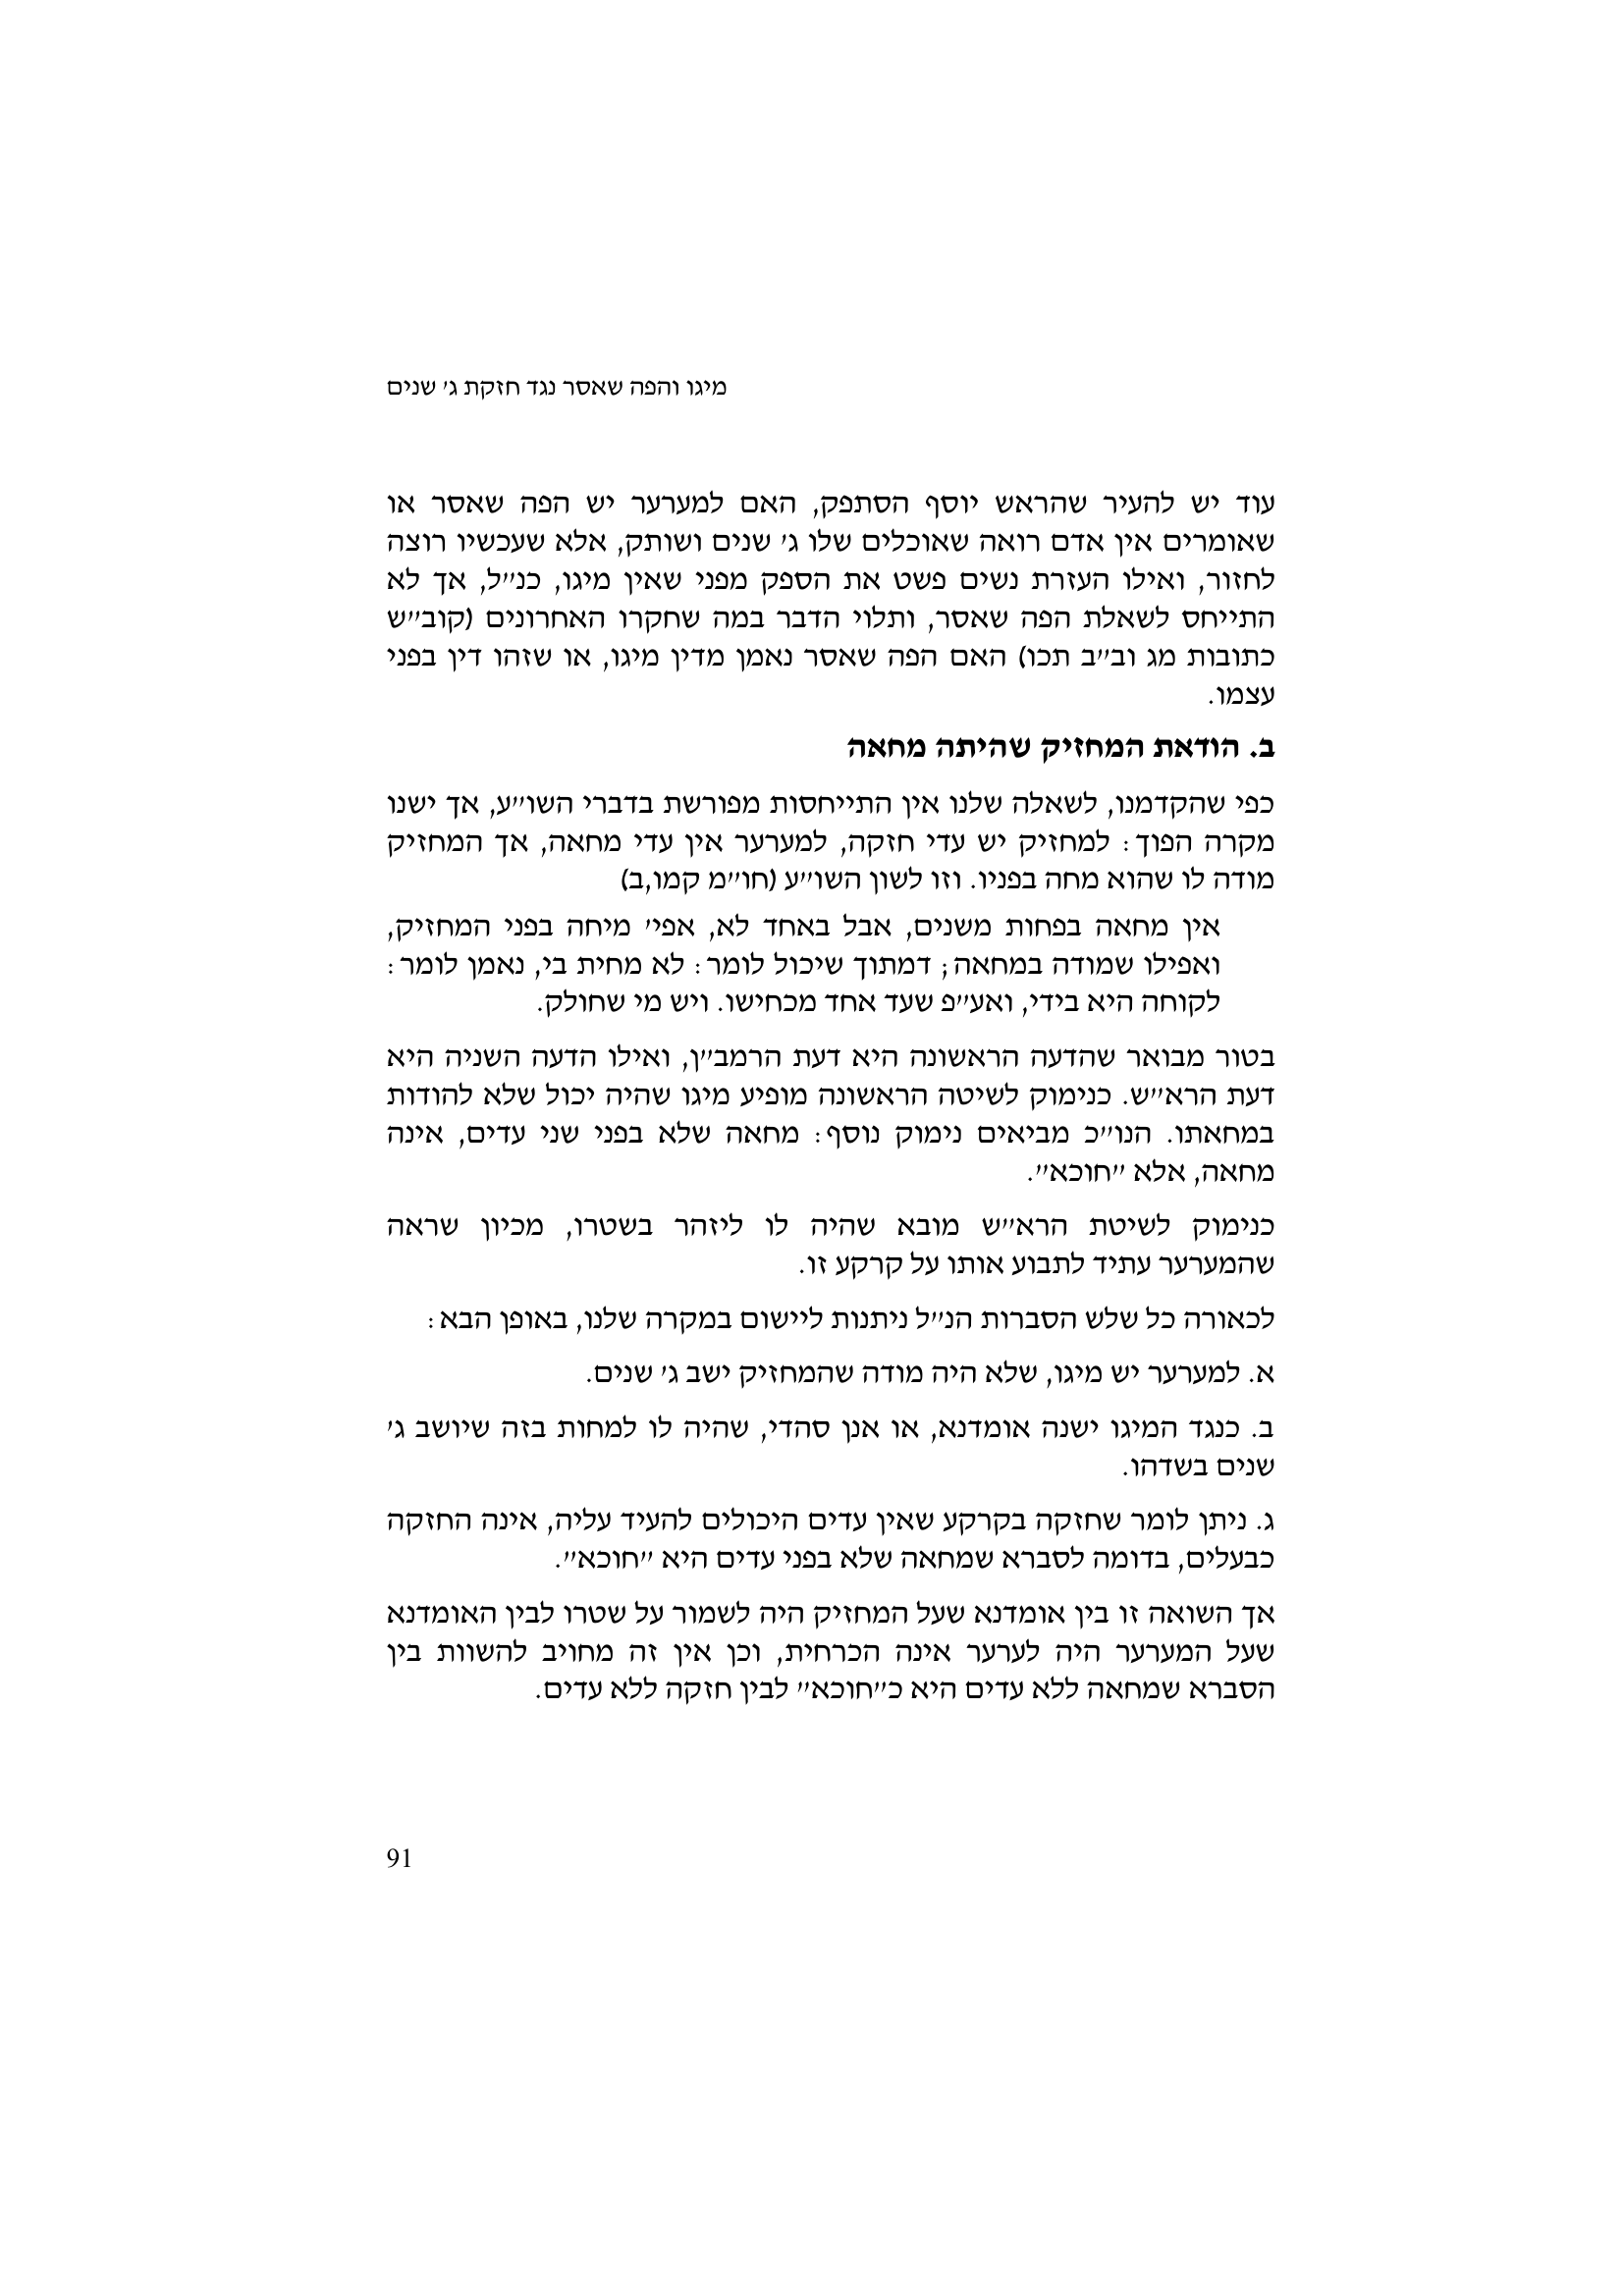 מיגו והפה שאסר נגד חזקת ג' שנים
עוד יש להעיר שהראש יוסף הסתפק, האם למערער יש הפה שאסר או
שאומרים אין אדם רואה שאוכלים שלו ג' שנים ושותק, אלא שעכשיו רוצה
לחזור, ואילו העזרת נשים פשט את הספק מפני שאין מיגו, כנ"ל, אך לא
התייחס לשאלת הפה שאסר, ותלוי הדבר במה שחקרו האחרונים (קוב"ש
כתובות מג וב"ב תכו) האם הפה שאסר נאמן מדין מיגו, או שזהו דין בפני
עצמו.
ב. הודאת המחזיק שהיתה מחאה
כפי שהקדמנו, לשאלה שלנו אין התייחסות מפורשת בדברי השו"ע, אך ישנו
מקרה הפוך: למחזיק יש עדי חזקה, למערער אין עדי מחאה, אך המחזיק
מודה לו שהוא מחה בפניו. וזו לשון השו"ע (חו"מ קמו,ב)
אין מחאה בפחות משנים, אבל באחד לא, אפי' מיחה בפני המחזיק,
ואפילו שמודה במחאה; דמתוך שיכול לומר: לא מחית בי, נאמן לומר:
לקוחה היא בידי, ואע"פ שעד אחד מכחישו. ויש מי שחולק.
בטור מבואר שהדעה הראשונה היא דעת הרמב"ן, ואילו הדעה השניה היא
דעת הרא"ש. כנימוק לשיטה הראשונה מופיע מיגו שהיה יכול שלא להודות
במחאתו. הנו"כ מביאים נימוק נוסף: מחאה שלא בפני שני עדים, אינה
מחאה, אלא "חוכא".
כנימוק לשיטת הרא"ש מובא שהיה לו ליזהר בשטרו, מכיון שראה
שהמערער עתיד לתבוע אותו על קרקע זו.
לכאורה כל שלש הסברות הנ"ל ניתנות ליישום במקרה שלנו, באופן הבא:
א. למערער יש מיגו, שלא היה מודה שהמחזיק ישב ג' שנים.
ב. כנגד המיגו ישנה אומדנא, או אנן סהדי, שהיה לו למחות בזה שיושב ג'
שנים בשדהו.
ג. ניתן לומר שחזקה בקרקע שאין עדים היכולים להעיד עליה, אינה החזקה
כבעלים, בדומה לסברא שמחאה שלא בפני עדים היא "חוכא".
אך השואה זו בין אומדנא שעל המחזיק היה לשמור על שטרו לבין האומדנא
שעל המערער היה לערער אינה הכרחית, וכן אין זה מחויב להשוות בין
הסברא שמחאה ללא עדים היא כ"חוכא" לבין חזקה ללא עדים.
91